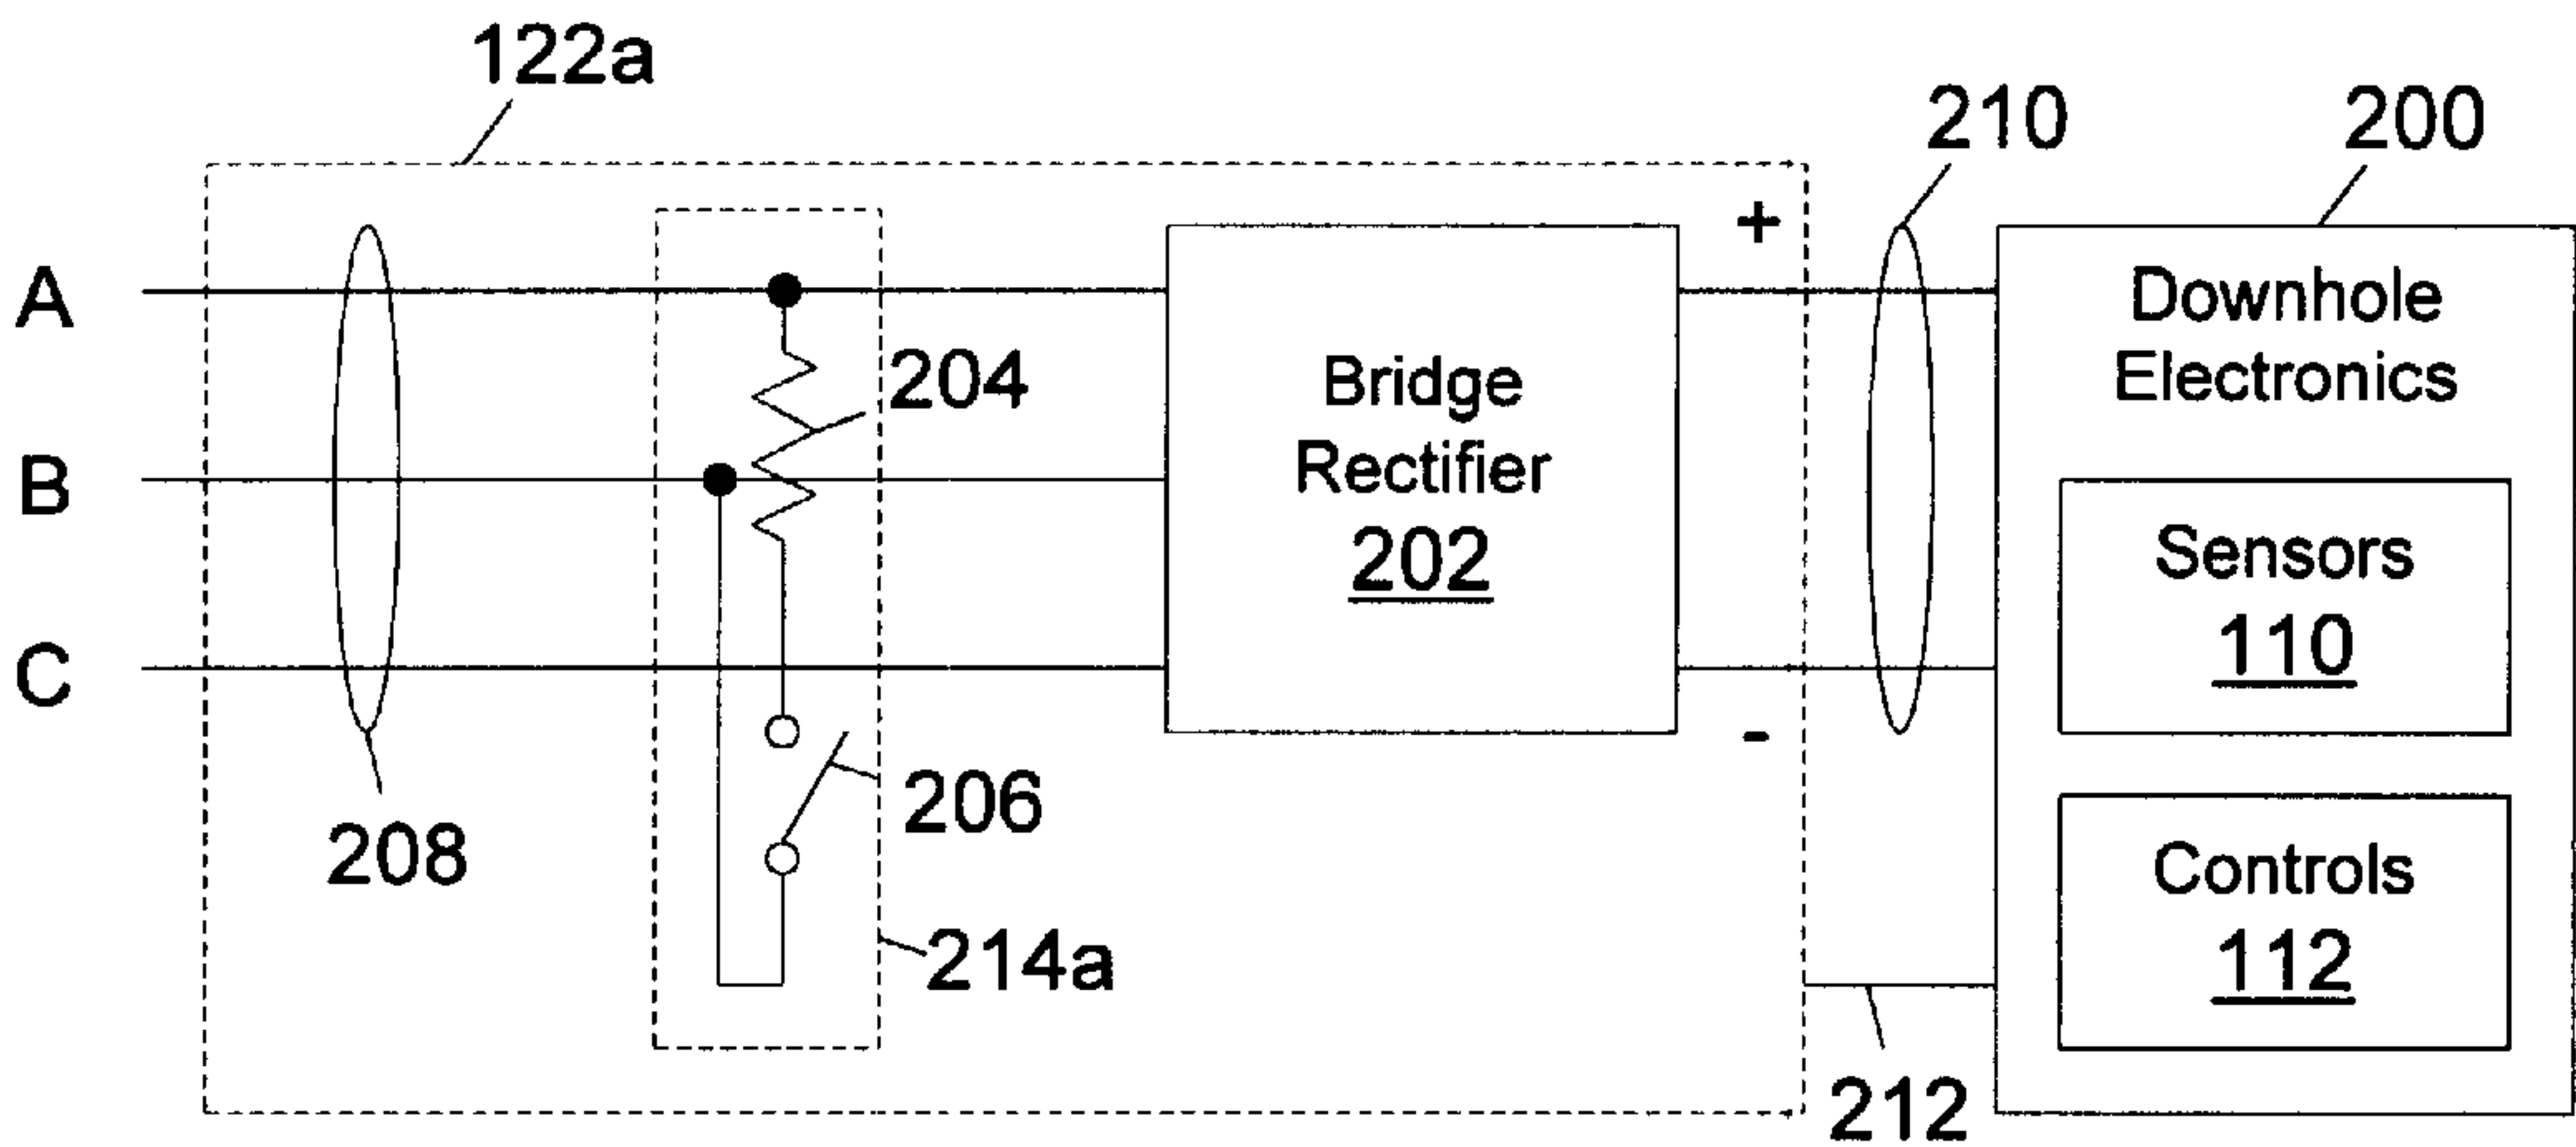 122a
210
200
+
A
Downhole
Electronics
204
Bridge
Rectifier
202
B
Sensors
110
C
-
206
208
Controls
112
214a
212